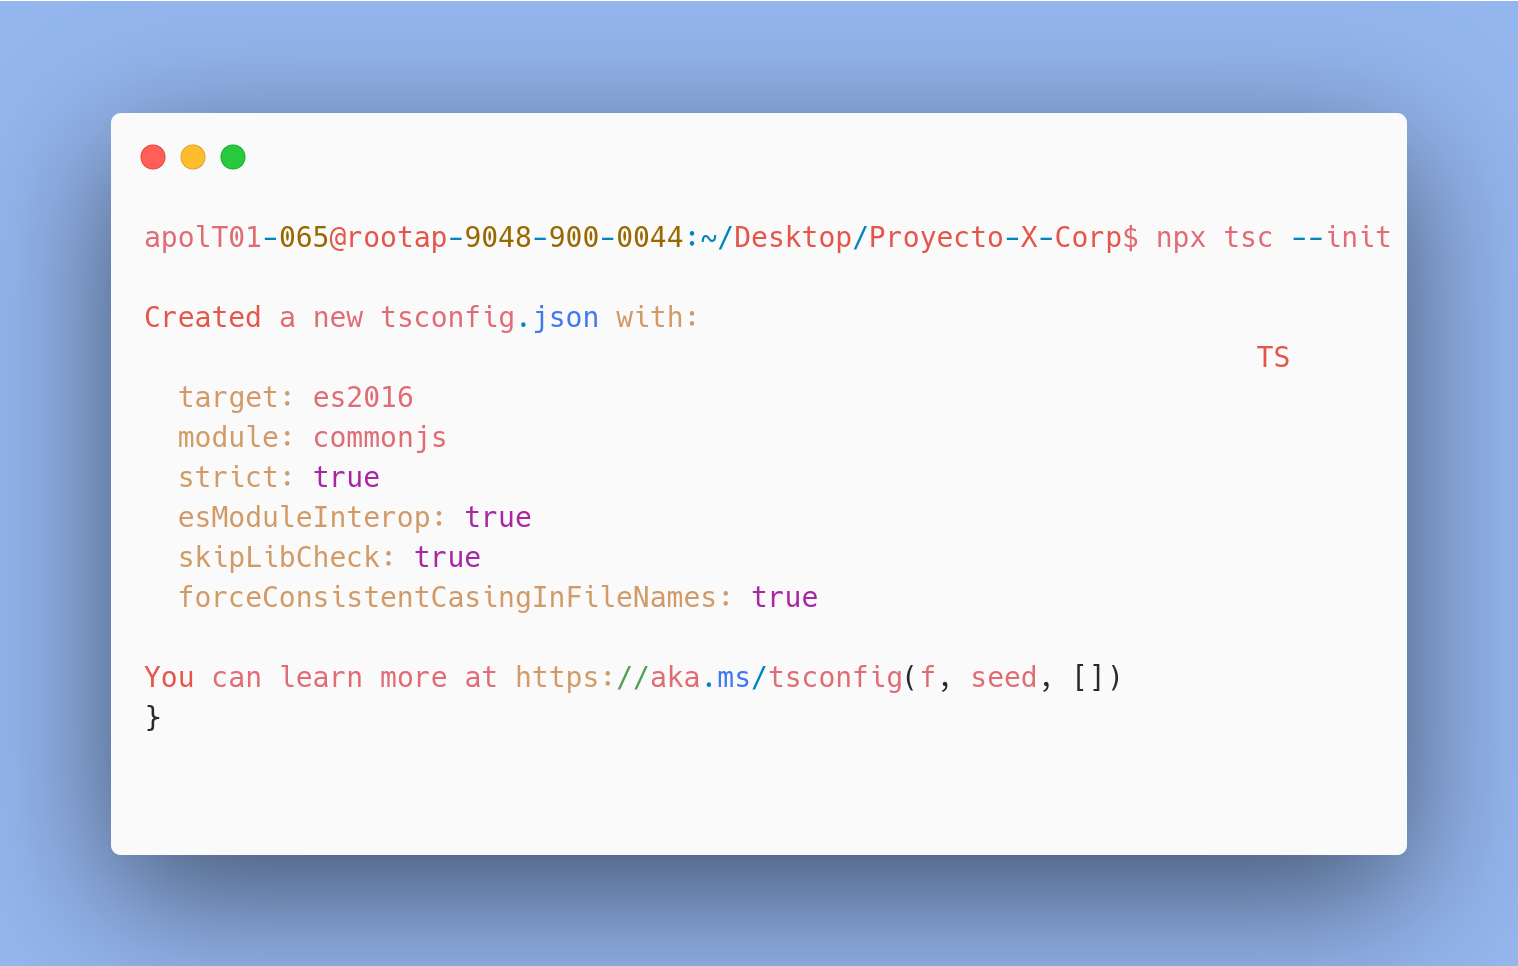 apolT01-065@rootap-9048-900-0044:~/Desktop/Proyecto-X-Corp$ npx tsc --init
Created a new tsconfig.json with:
TS
target: es2016
module: commonjs
strict: true
esModuleInterop: true
skipLibCheck: true
forceConsistentCasingInFileNames: true
You can learn more at https://aka.ms/tsconfig(f, seed, [])
}